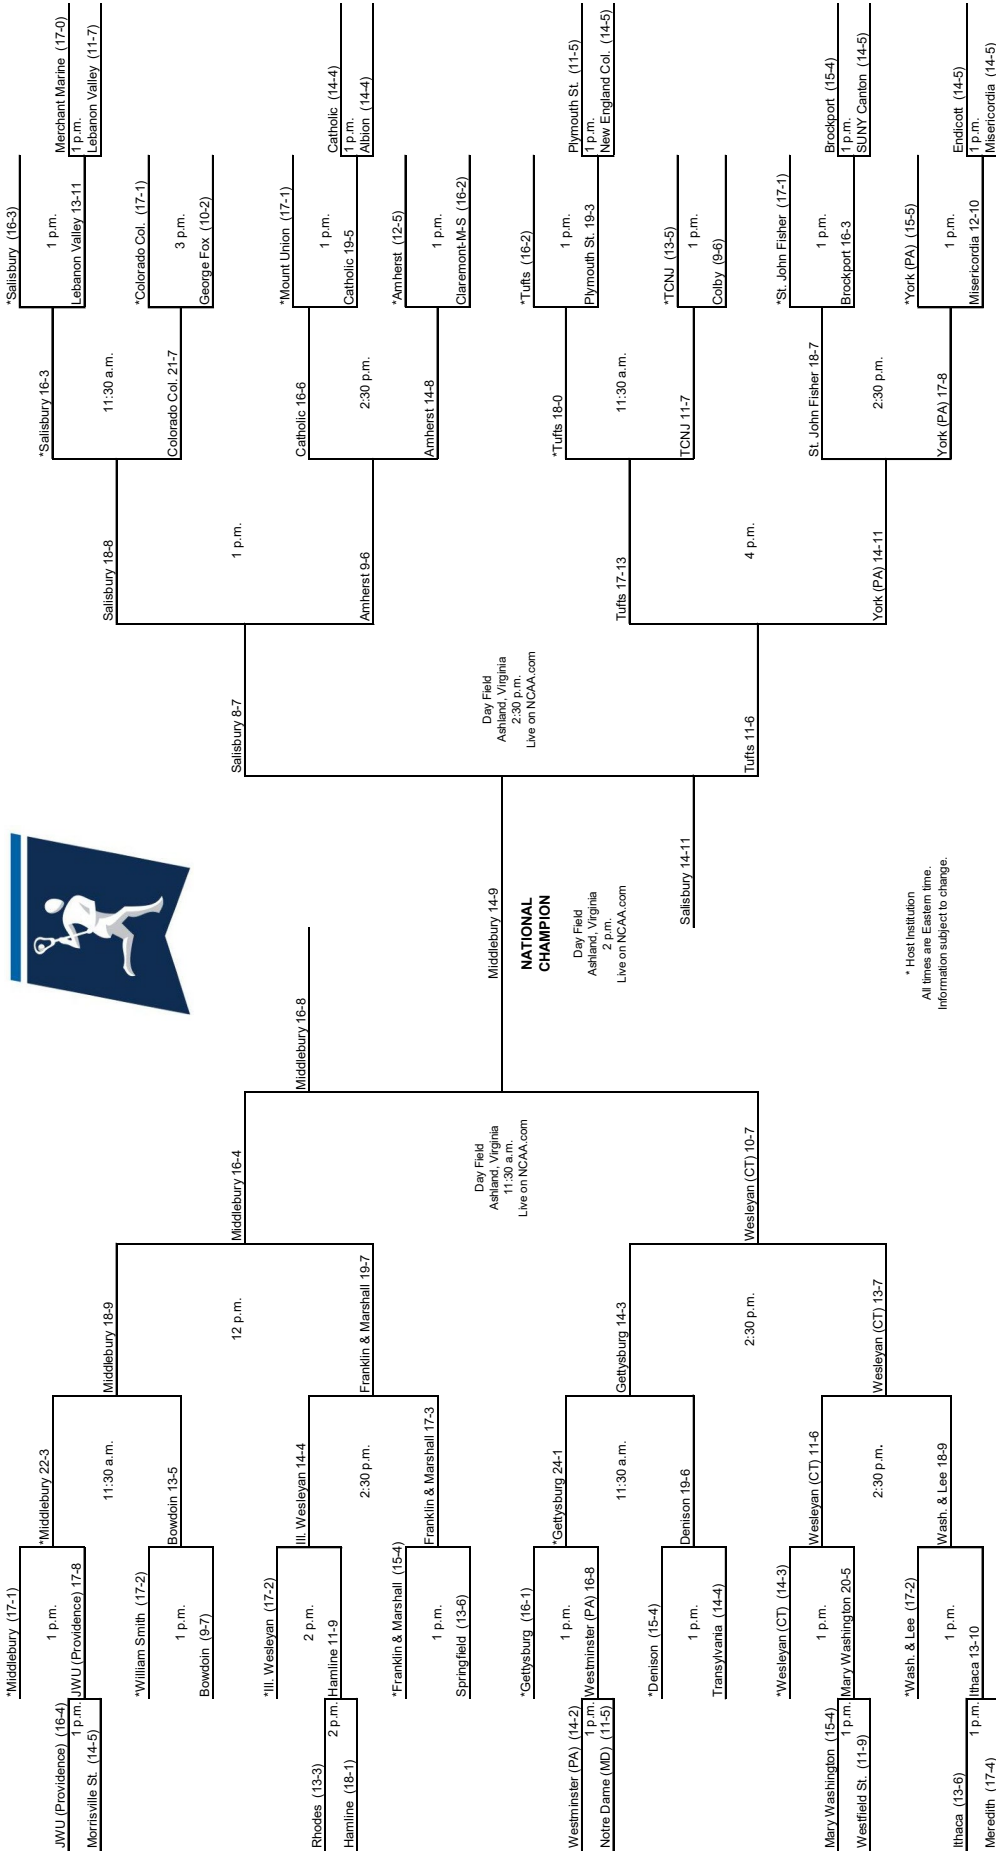 JWU (Providence) (16-4)
1 p.m.
Morrisville St. (14-5)
Rhodes (13-3)
2 p.m.
Hamline (18-1)
Westminster (PA) (14-2)
1 p.m.
Notre Dame (MD) (11-5)
Mary Washington (15-4)
1 p.m.
Westfield St. (11-9)
Ithaca (13-6)
1 p.m.
Meredith (17-4)
*Middlebury (17-1)
1 p.m.
JWU (Providence) 17-8
*William Smith (17-2)
1 p.m.
Bowdoin (9-7)
*Ill. Wesleyan (17-2)
2 p.m.
Hamline 11-9
*Franklin & Marshall (15-4)
1 p.m.
Springfield (13-6)
*Gettysburg (16-1)
1 p.m.
Westminster (PA) 16-8
*Denison (15-4)
1 p.m.
Transylvania (14-4)
*Wesleyan (CT) (14-3)
1 p.m.
Mary Washington 20-5
*Wash. & Lee (17-2)
1 p.m.
Ithaca 13-10
*Middlebury 22-3
11:30 a.m.
Bowdoin 13-5
Ill. Wesleyan 14-4
2:30 p.m.
Franklin & Marshall 17-3
*Gettysburg 24-1
11:30 a.m.
Denison 19-6
Wesleyan (CT) 11-6
2:30 p.m.
Wash. & Lee 18-9
Middlebury 18-9
12 p.m.
Franklin & Marshall 19-7
Gettysburg 14-3
2:30 p.m.
Wesleyan (CT) 13-7
Middlebury 16-4
Day Field
Ashland, Virginia
11:30 a.m.
Live on NCAA.com
Wesleyan (CT) 10-7
Middlebury 16-8
Middlebury 14-9
NATIONAL
CHAMPION
Day Field
Ashland, Virginia
2 p.m.
Live on NCAA.com
Salisbury 14-11
* Host Institution
All times are Eastern time.
Information subject to change.
Salisbury 8-7
Day Field
Ashland, Virginia
2:30 p.m.
Live on NCAA.com
Tufts 11-6
Salisbury 18-8
1 p.m.
Amherst 9-6
Tufts 17-13
4 p.m.
York (PA) 14-11
*Salisbury 16-3
11:30 a.m.
Colorado Col. 21-7
Catholic 16-6
2:30 p.m.
Amherst 14-8
*Tufts 18-0
11:30 a.m.
TCNJ 11-7
St. John Fisher 18-7
2:30 p.m.
York (PA) 17-8
*Salisbury (16-3)
1 p.m.
Lebanon Valley 13-11
*Colorado Col. (17-1)
3 p.m.
George Fox (10-2)
*Mount Union (17-1)
1 p.m.
Catholic 19-5
*Amherst (12-5)
1 p.m.
Claremont-M-S (16-2)
*Tufts (16-2)
1 p.m.
Plymouth St. 19-3
*TCNJ (13-5)
1 p.m.
Colby (9-6)
*St. John Fisher (17-1)
1 p.m.
Brockport 16-3
*York (PA) (15-5)
1 p.m.
Misericordia 12-10
Merchant Marine (17-0)
1 p.m.
Lebanon Valley (11-7)
Catholic (14-4)
1 p.m.
Albion (14-4)
Plymouth St. (11-5)
1 p.m.
New England Col. (14-5)
Brockport (15-4)
1 p.m.
SUNY Canton (14-5)
Endicott (14-5)
1 p.m.
Misericordia (14-5)